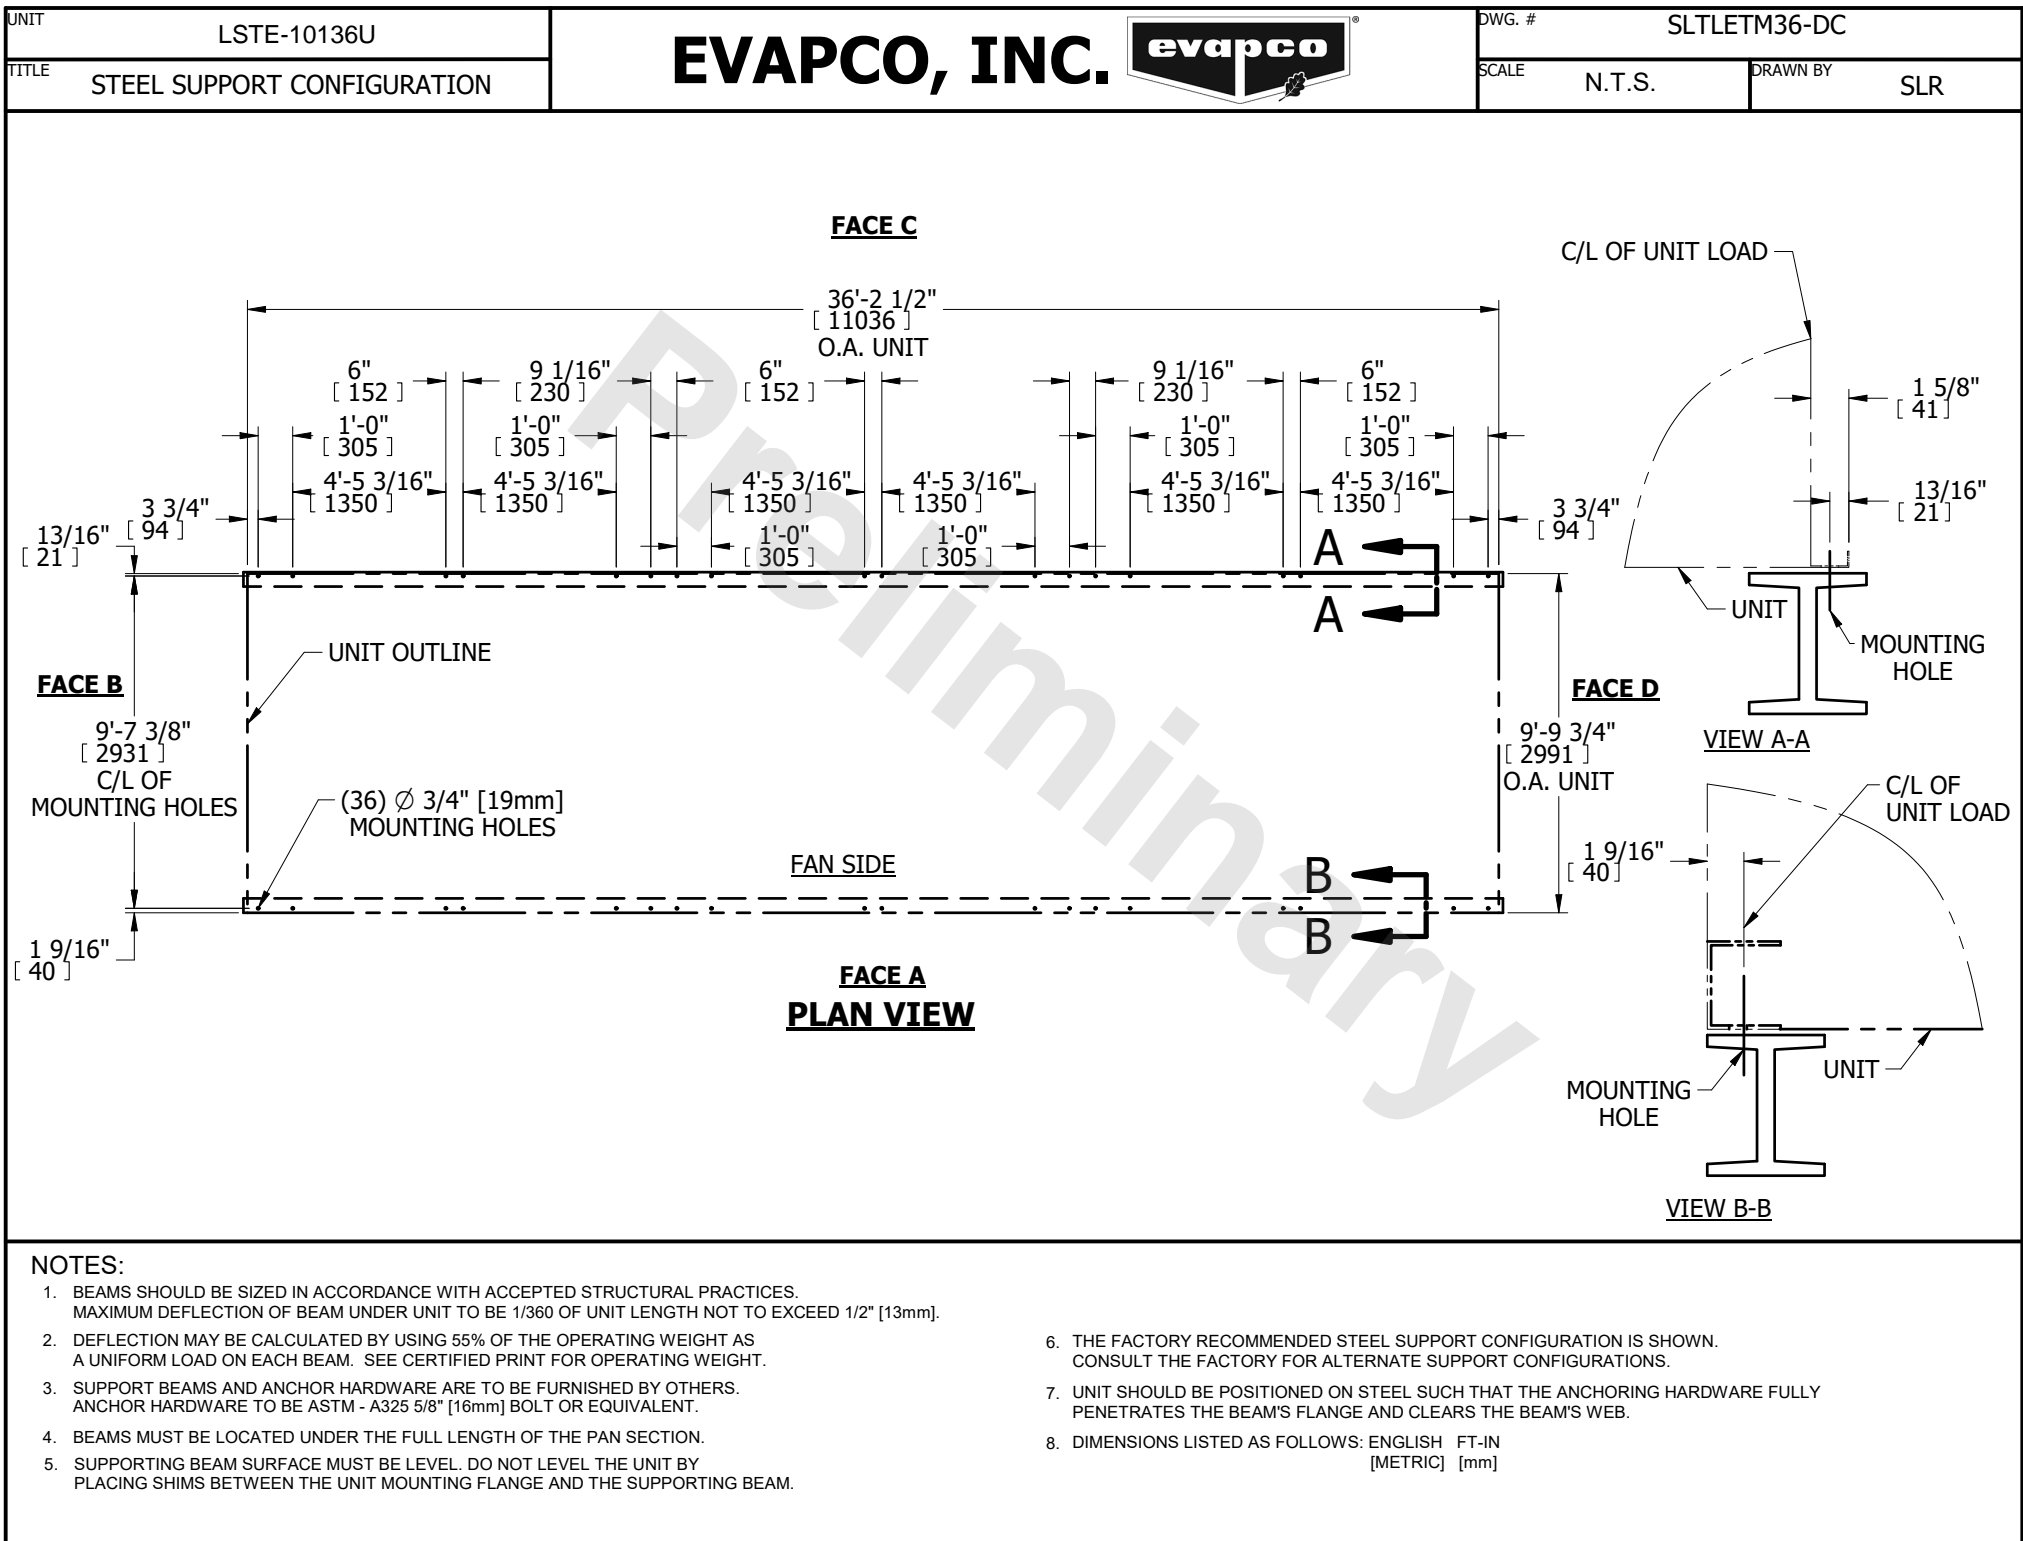 UNIT
LSTE-10136U
TITLE
STEEL SUPPORT CONFIGURATION
EVAPCO, INC.
evapco
®
DWG. #
SLTLETM36-DC
SCALE
N.T.S.
DRAWN BY
SLR
FACE C
36'-2 1/2"
[ 11036 ]
O.A. UNIT
6"
[ 152 ]
9 1/16"
[ 230 ]
6"
[ 152 ]
9 1/16"
[ 230 ]
6"
[ 152 ]
1'-0"
[ 305 ]
1'-0"
[ 305 ]
1'-0"
[ 305 ]
1'-0"
[ 305 ]
4'-5 3/16"
[ 1350 ]
4'-5 3/16"
[ 1350 ]
4'-5 3/16"
[ 1350 ]
4'-5 3/16"
[ 1350 ]
4'-5 3/16"
[ 1350 ]
4'-5 3/16"
[ 1350 ]
3 3/4"
[ 94 ]
3 3/4"
[ 94 ]
13/16"
[ 21 ]
1'-0"
[ 305 ]
1'-0"
[ 305 ]
A
A
UNIT OUTLINE
FACE B
FACE D
9'-7 3/8"
[ 2931 ]
C/L OF
MOUNTING HOLES
9'-9 3/4"
[ 2991 ]
O.A. UNIT
(36) Ø 3/4" [19mm]
MOUNTING HOLES
FAN SIDE
B
B
1 9/16"
[ 40 ]
FACE A
PLAN VIEW
C/L OF UNIT LOAD
1 5/8"
[ 41 ]
13/16"
[ 21 ]
UNIT
MOUNTING
HOLE
VIEW A-A
C/L OF
UNIT LOAD
1 9/16"
[ 40 ]
UNIT
MOUNTING
HOLE
VIEW B-B
Preliminary
NOTES:
1. BEAMS SHOULD BE SIZED IN ACCORDANCE WITH ACCEPTED STRUCTURAL PRACTICES.
MAXIMUM DEFLECTION OF BEAM UNDER UNIT TO BE 1/360 OF UNIT LENGTH NOT TO EXCEED 1/2" [13mm].
2. DEFLECTION MAY BE CALCULATED BY USING 55% OF THE OPERATING WEIGHT AS
A UNIFORM LOAD ON EACH BEAM. SEE CERTIFIED PRINT FOR OPERATING WEIGHT.
3. SUPPORT BEAMS AND ANCHOR HARDWARE ARE TO BE FURNISHED BY OTHERS.
ANCHOR HARDWARE TO BE ASTM - A325 5/8" [16mm] BOLT OR EQUIVALENT.
4. BEAMS MUST BE LOCATED UNDER THE FULL LENGTH OF THE PAN SECTION.
5. SUPPORTING BEAM SURFACE MUST BE LEVEL. DO NOT LEVEL THE UNIT BY
PLACING SHIMS BETWEEN THE UNIT MOUNTING FLANGE AND THE SUPPORTING BEAM.
6. THE FACTORY RECOMMENDED STEEL SUPPORT CONFIGURATION IS SHOWN.
CONSULT THE FACTORY FOR ALTERNATE SUPPORT CONFIGURATIONS.
7. UNIT SHOULD BE POSITIONED ON STEEL SUCH THAT THE ANCHORING HARDWARE FULLY
PENETRATES THE BEAM'S FLANGE AND CLEARS THE BEAM'S WEB.
8. DIMENSIONS LISTED AS FOLLOWS: ENGLISH FT-IN
[METRIC] [mm]